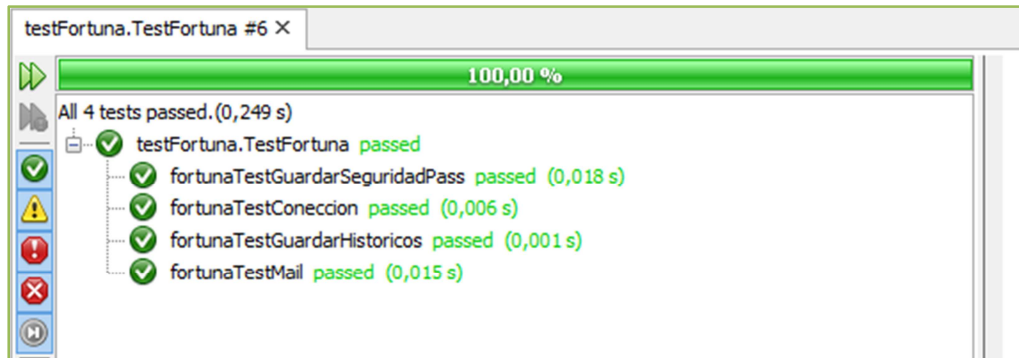 testFortuna.TestFortuna #6
100,00 %
All 4 tests passed.(0,249 s)
testFortuna.TestFortuna passed
fortunaTestGuardarSeguridadPass passed (0,018 s)
fortunaTestConeccion passed (0,006 s)
fortunaTestGuardarHistoricos passed (0,001 s)
fortunaTestMail passed (0,015 s)